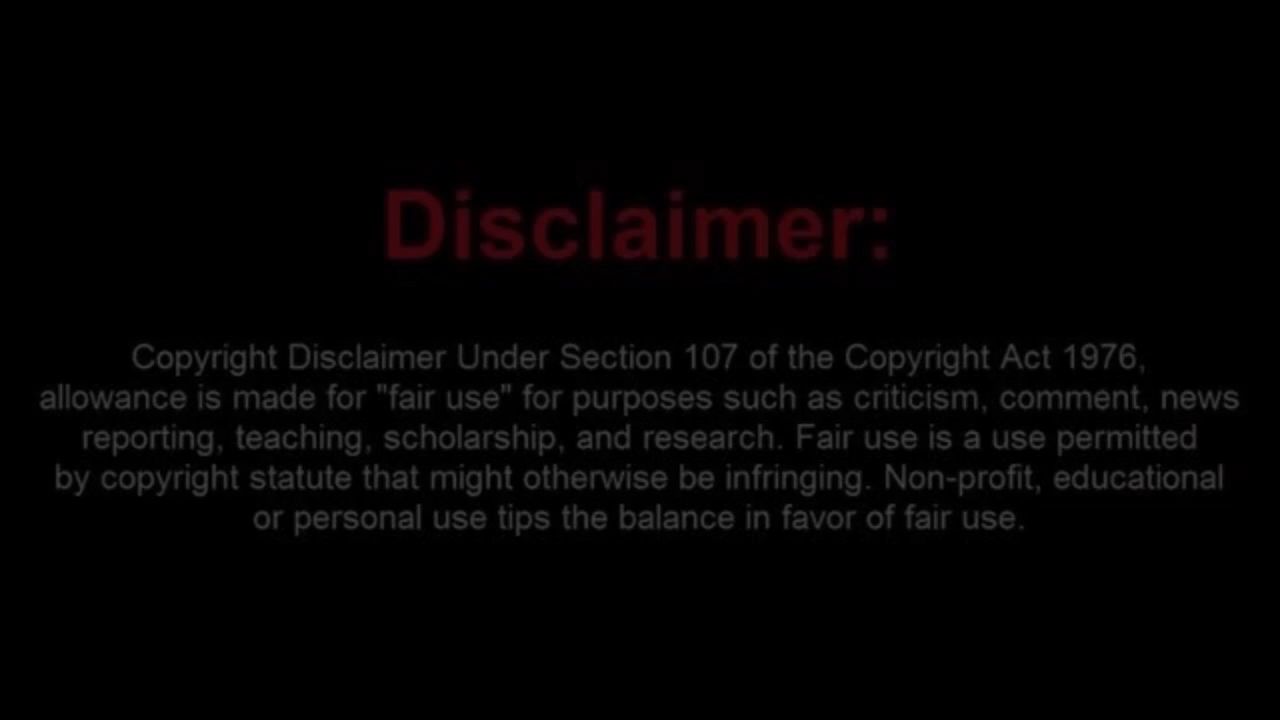 Disclaimer:
Copyright Disclaimer Under Section 107 of the Copyright Act 1976,
allowance is made for "fair use" for purposes such as criticism, comment, news
reporting, teaching, scholarship, and research. Fair use is a use permitted
by copyright statute that might otherwise be infringing. Non-profit, educational
or personal use tips the balance in favor of fair use.